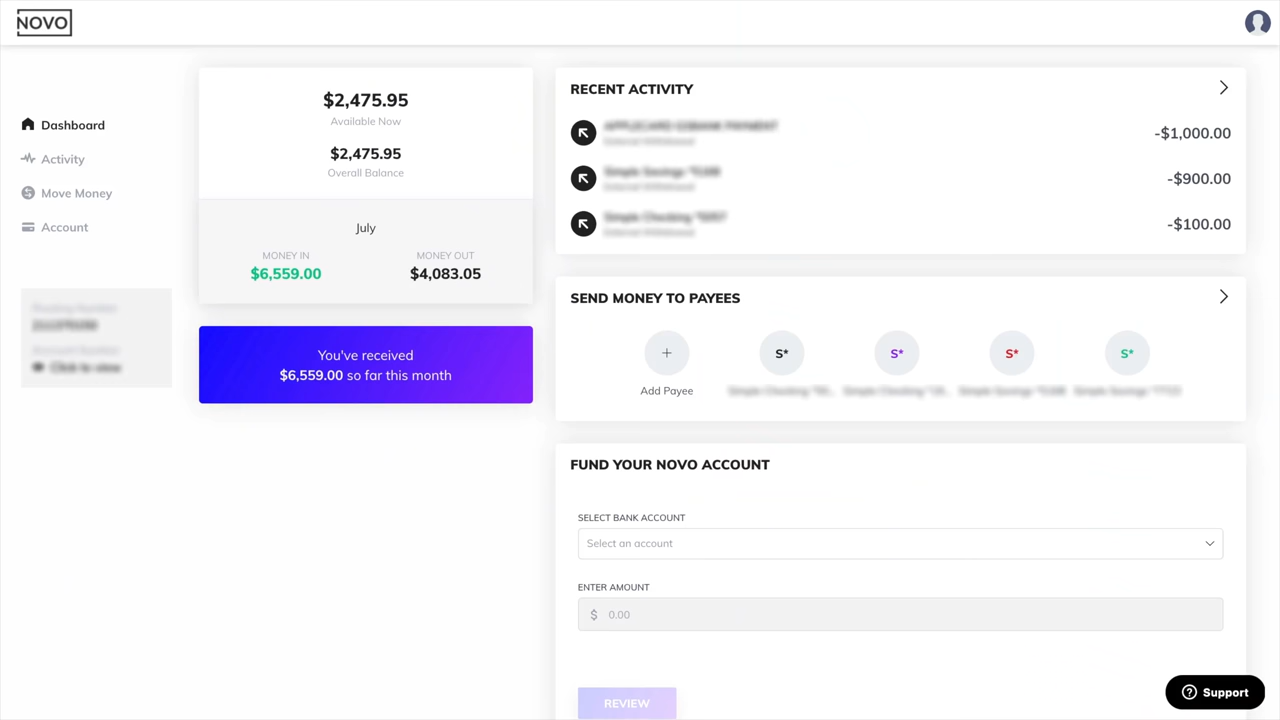 NOVO
Dashboard
Activity
Move Money
Account
$2,475.95
Available Now
$2,475.95
Overall Balance
July
MONEY IN
$6,559.00
MONEY OUT
$4,083.05
You've received
$6,559.00 so far this month
RECENT ACTIVITY
-$1,000.00
-$900.00
-$100.00
SEND MONEY TO PAYEES
+
S*
S*
S*
S*
Add Payee
FUND YOUR NOVO ACCOUNT
SELECT BANK ACCOUNT
Select an account
ENTER AMOUNT
$ 0.00
REVIEW
Support